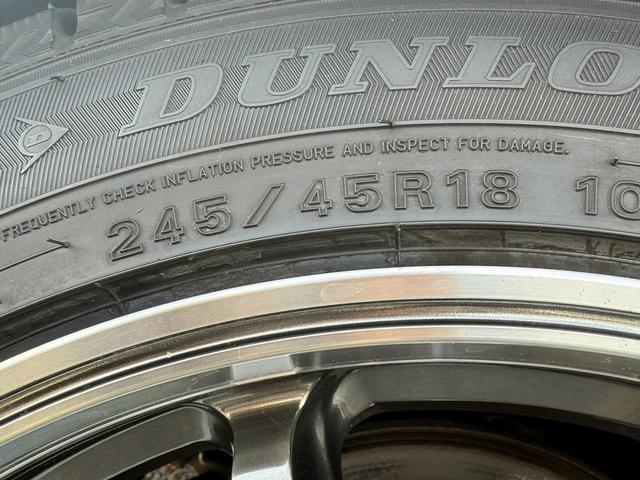 DUNLO
FREQUENTLY CHECK INFLATION PRESSURE AND INSPECT FOR DAMAGE.
245/45R18 10